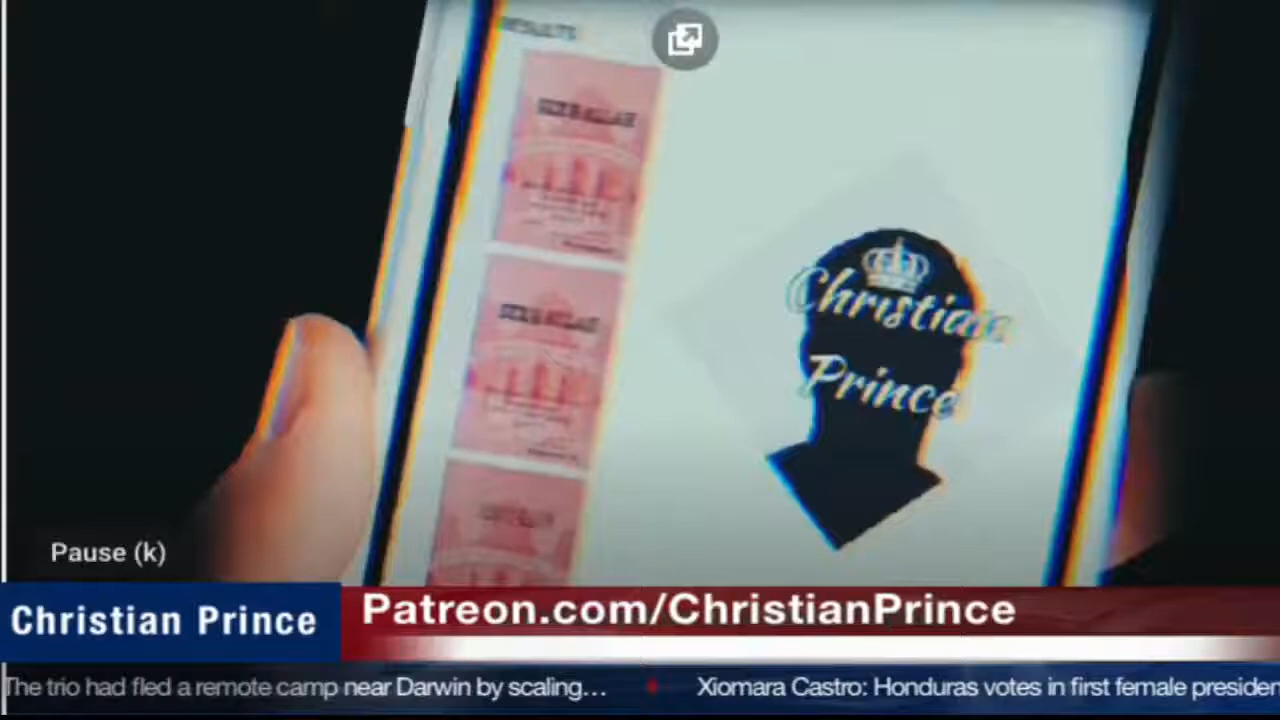 RESULTS
Christian
Prince
Pause (k)
Christian Prince
Patreon.com/ChristianPrince
The trio had fled a remote camp near Darwin by scaling...
Xiomara Castro: Honduras votes in first female presiden